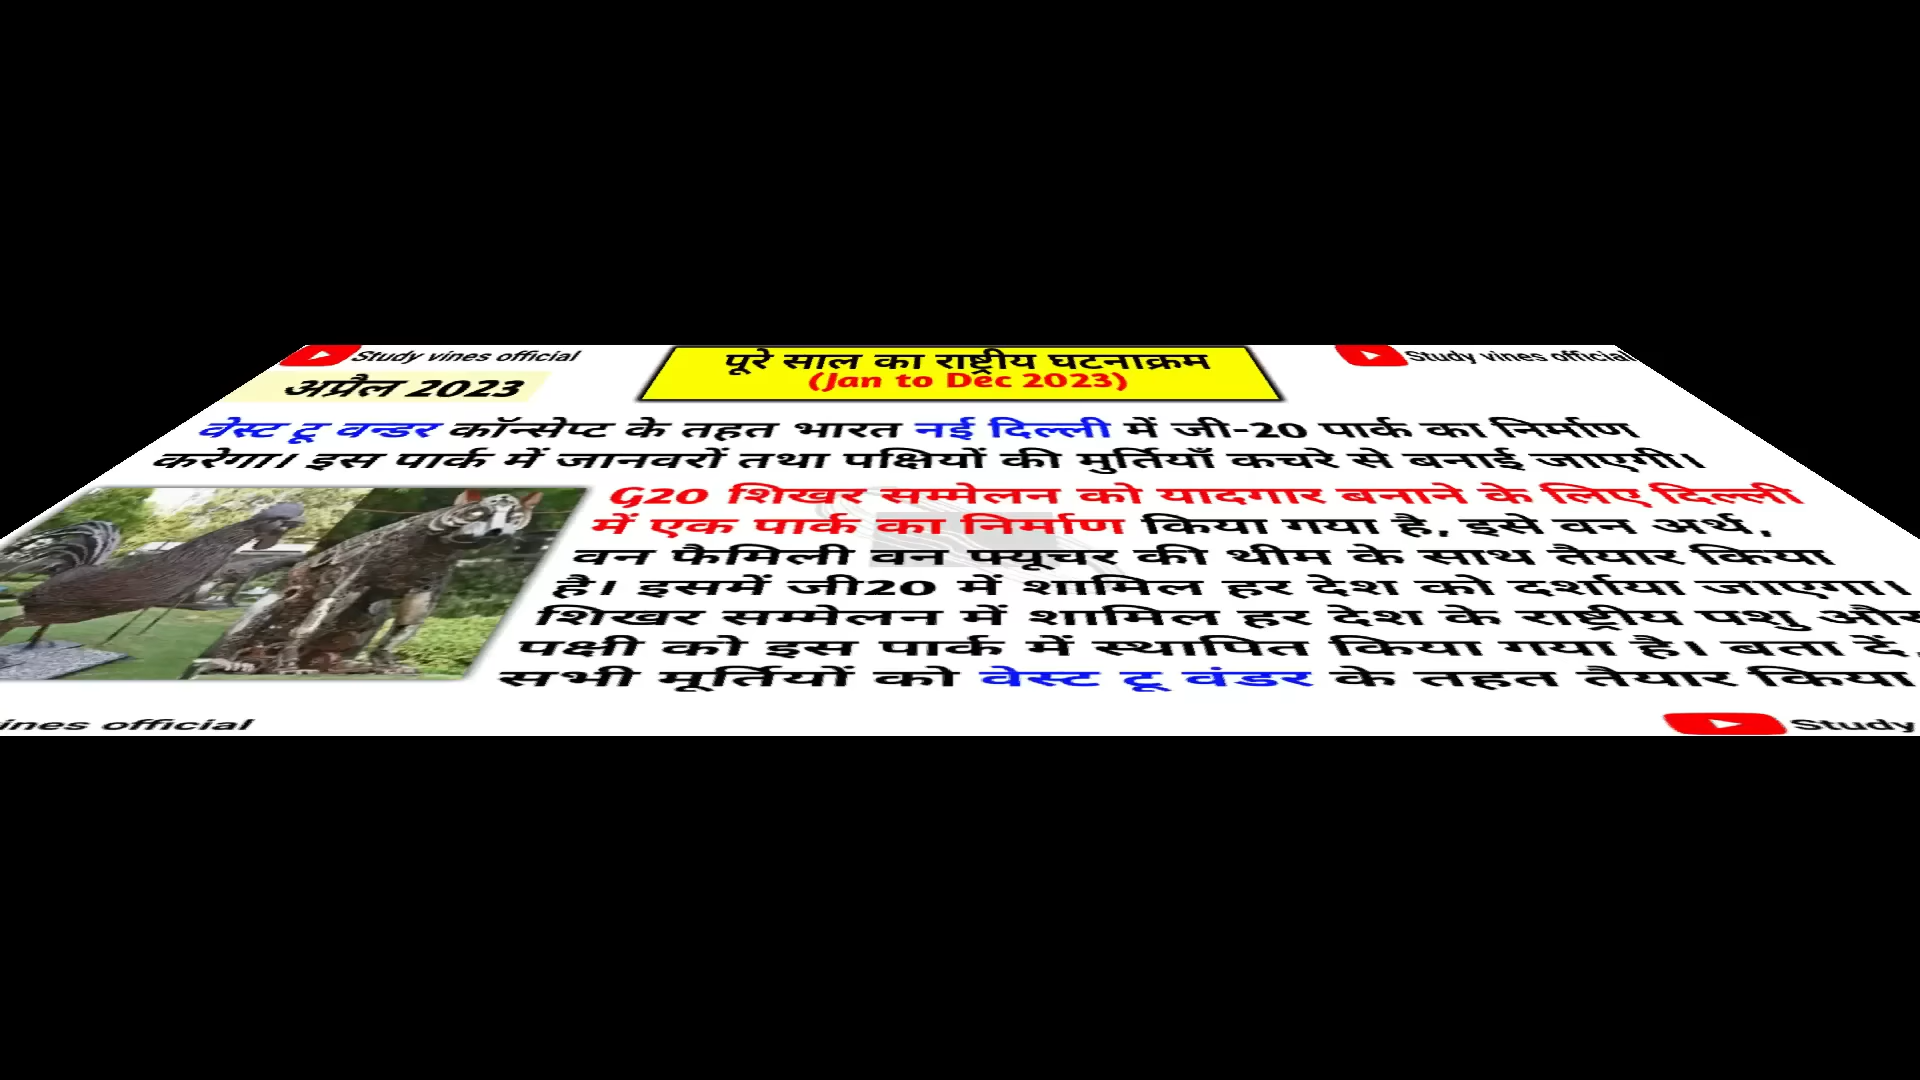 Study vines official
पूरे साल का राष्ट्रीय घटनाक्रम
(Jan to Dec 2023)
Study vines official
अप्रैल 2023
वेस्ट टू वन्डर कॉन्सेप्ट के तहत भारत नई दिल्ली में जी-20 पार्क का निर्माण
करेगा। इस पार्क में जानवरों तथा पक्षियों की मुर्तियाँ कचरे से बनाई जाएगी।
G20 शिखर सम्मेलन को यादगार बनाने के लिए दिल्ली
में एक पार्क का निर्माण किया गया है, इसे वन अर्थ,
वन फैमिली वन फ्यूचर की थीम के साथ तैयार किया
है। इसमें जी20 में शामिल हर देश को दर्शाया जाएगा।
शिखर सम्मेलन में शामिल हर देश के राष्ट्रीय पशु और
पक्षी को इस पार्क में स्थापित किया गया है। बता दें,
सभी मूर्तियों को वेस्ट टू वंडर के तहत तैयार किया
vines official
Study